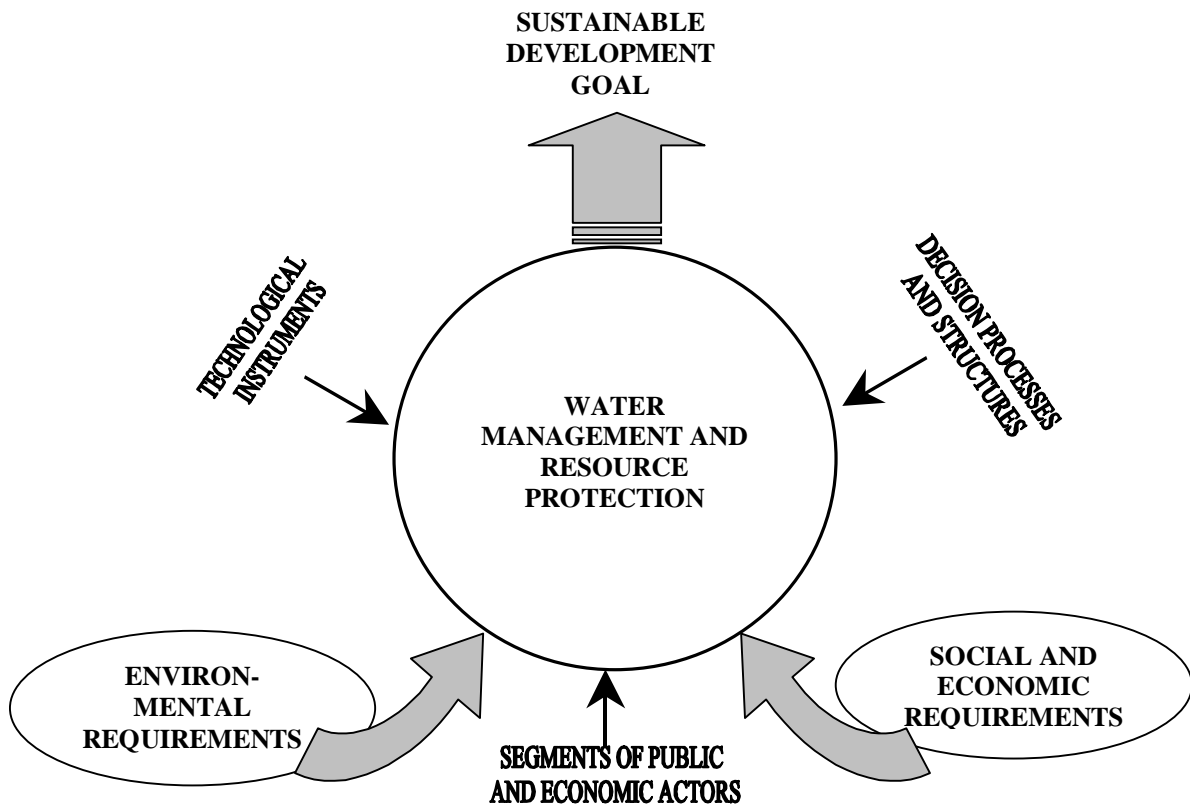 SUSTAINABLE
DEVELOPMENT
GOAL
TECHNOLOGICAL
INSTRUMENTS
DECISION PROCESSES
AND STRUCTURES
WATER
MANAGEMENT AND
RESOURCE
PROTECTION
ENVIRON-
MENTAL
REQUIREMENTS
SOCIAL AND
ECONOMIC
REQUIREMENTS
SEGMENTS OF PUBLIC
AND ECONOMIC ACTORS